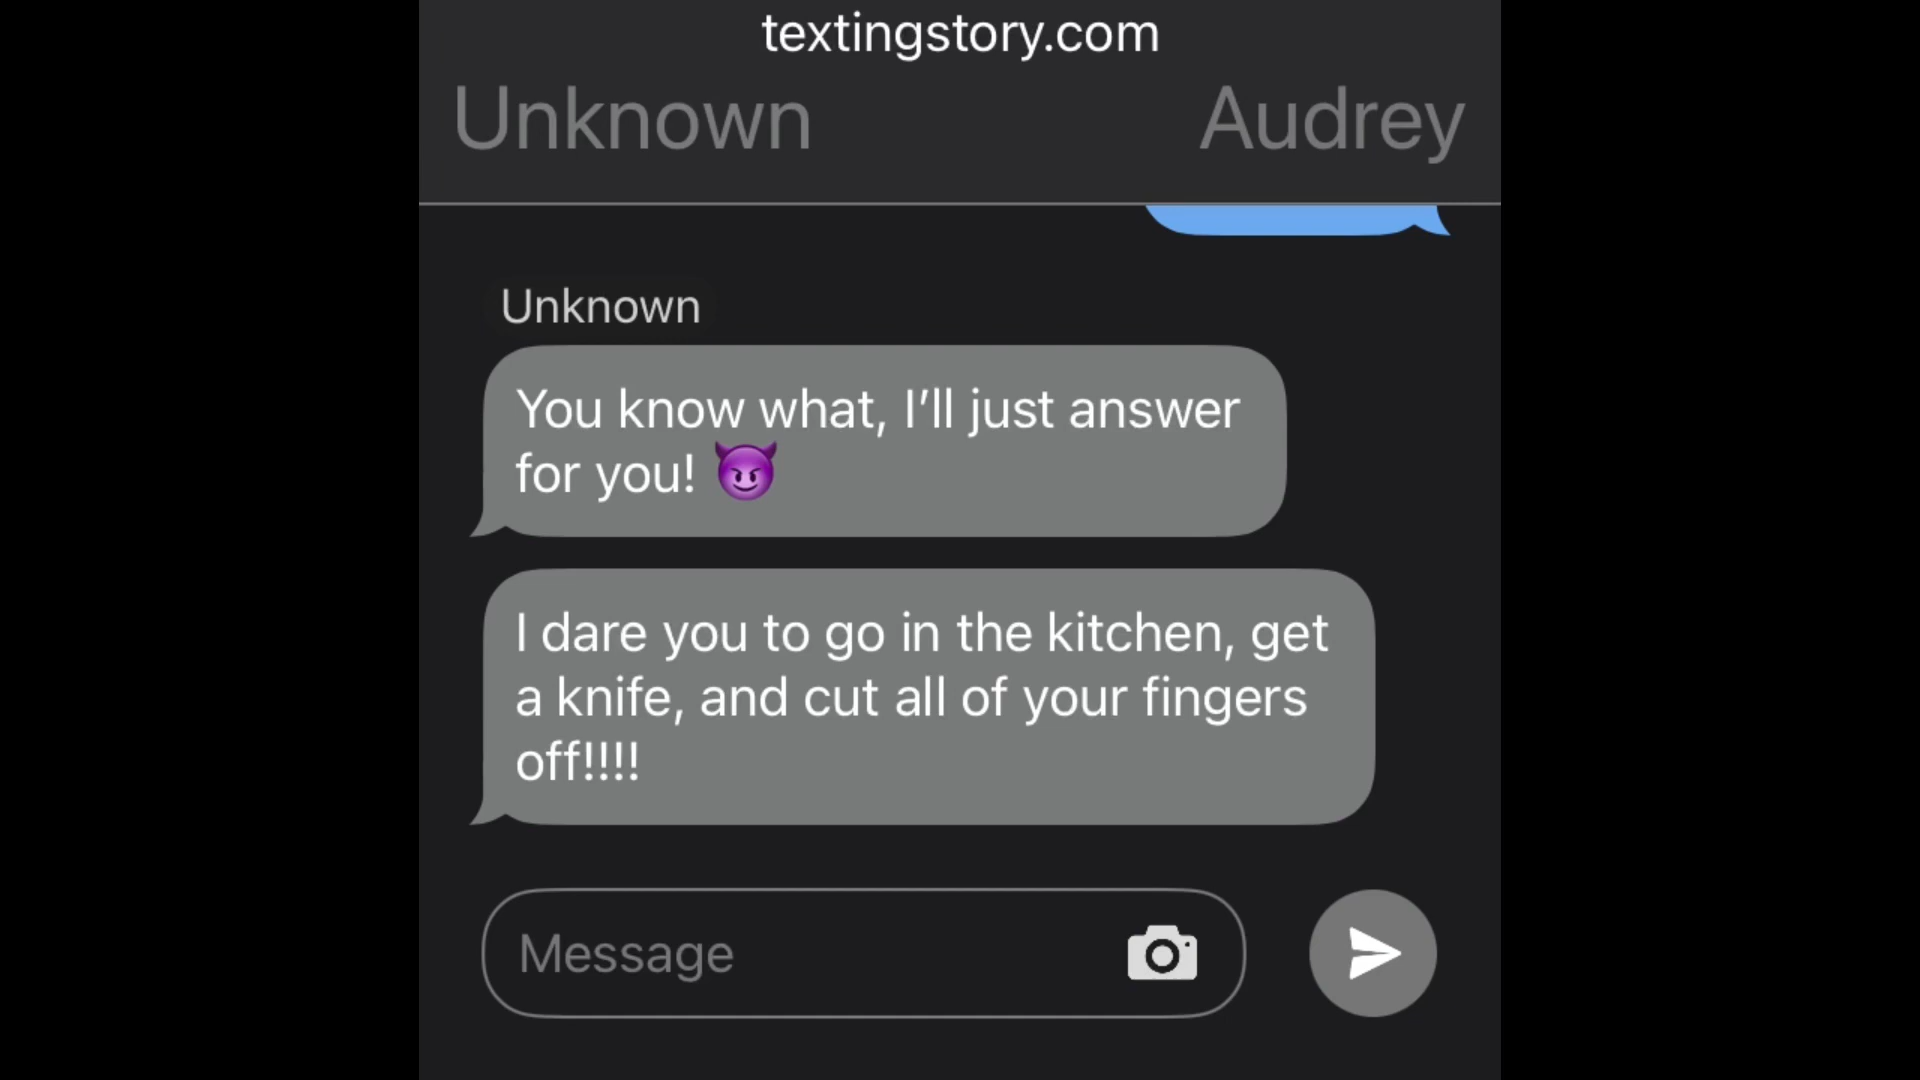 textingstory.com
Unknown Audrey
Unknown
You know what, I’ll just answer
for you! 😈
I dare you to go in the kitchen, get
a knife, and cut all of your fingers
off!!!!
Message